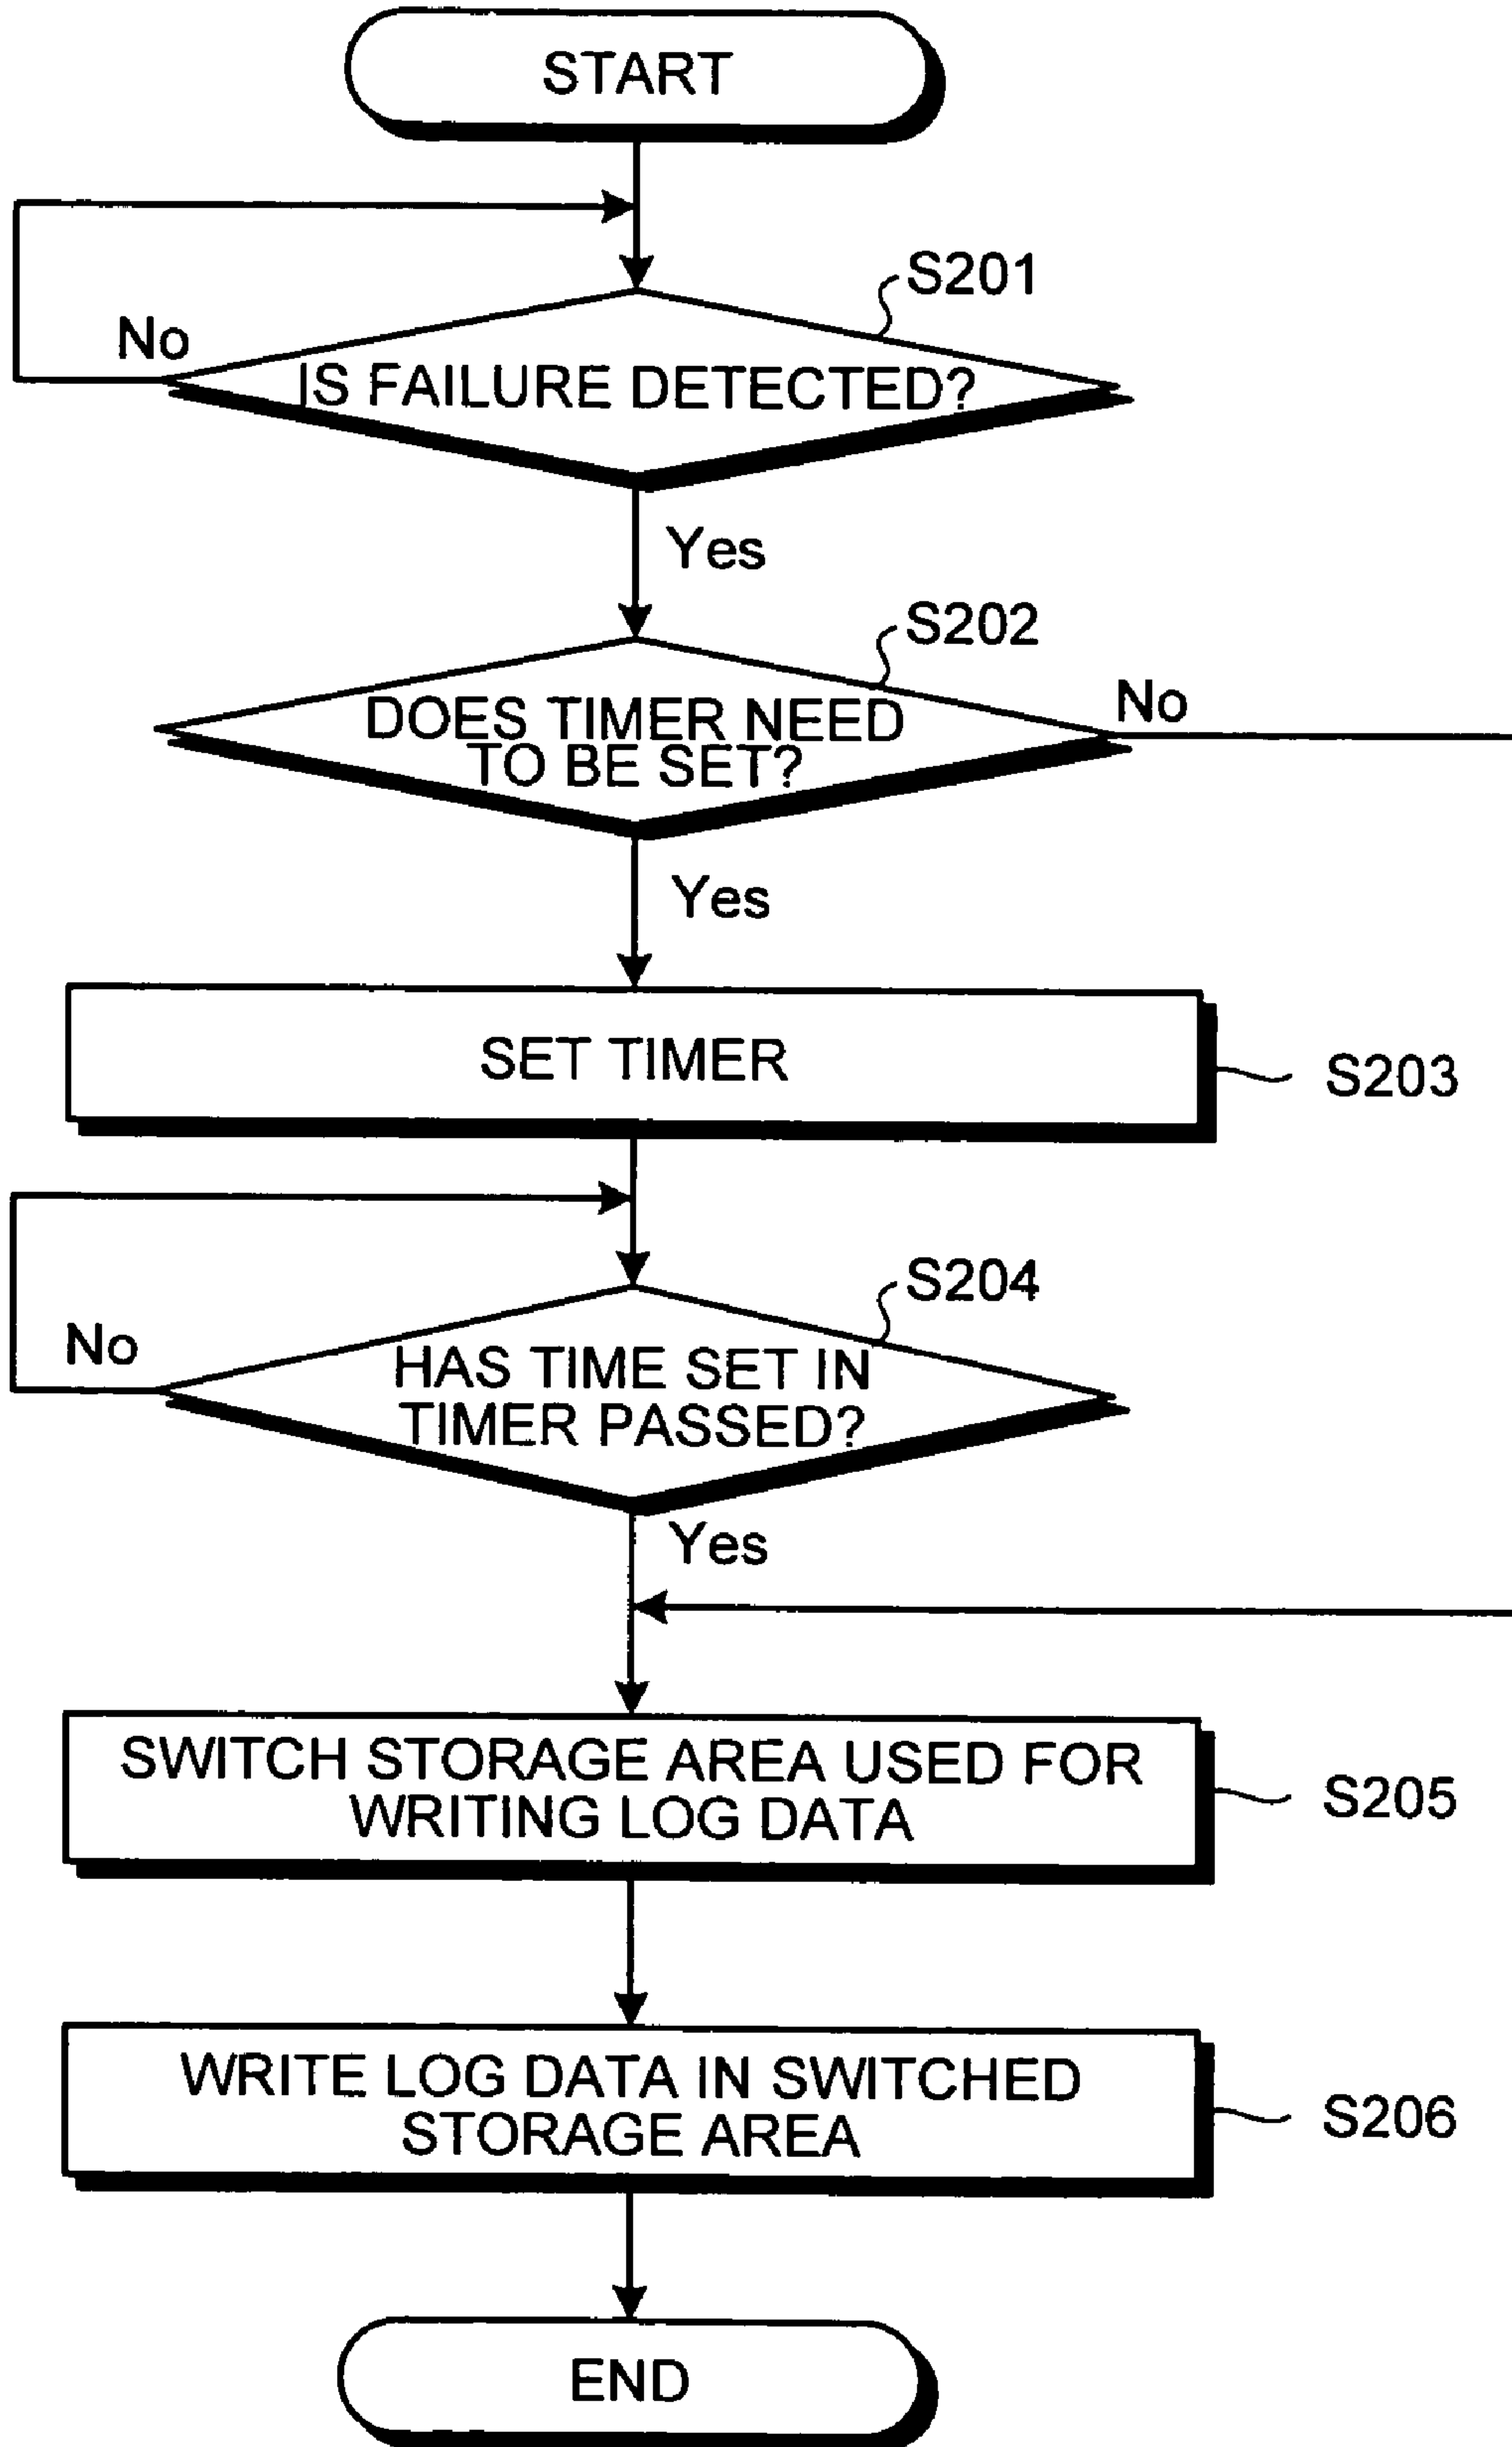 START
S201
No
IS FAILURE DETECTED?
Yes
S202
DOES TIMER NEED
TO BE SET?
No
Yes
SET TIMER
S203
S204
No
HAS TIME SET IN
TIMER PASSED?
Yes
SWITCH STORAGE AREA USED FOR
WRITING LOG DATA
S205
WRITE LOG DATA IN SWITCHED
STORAGE AREA
S206
END